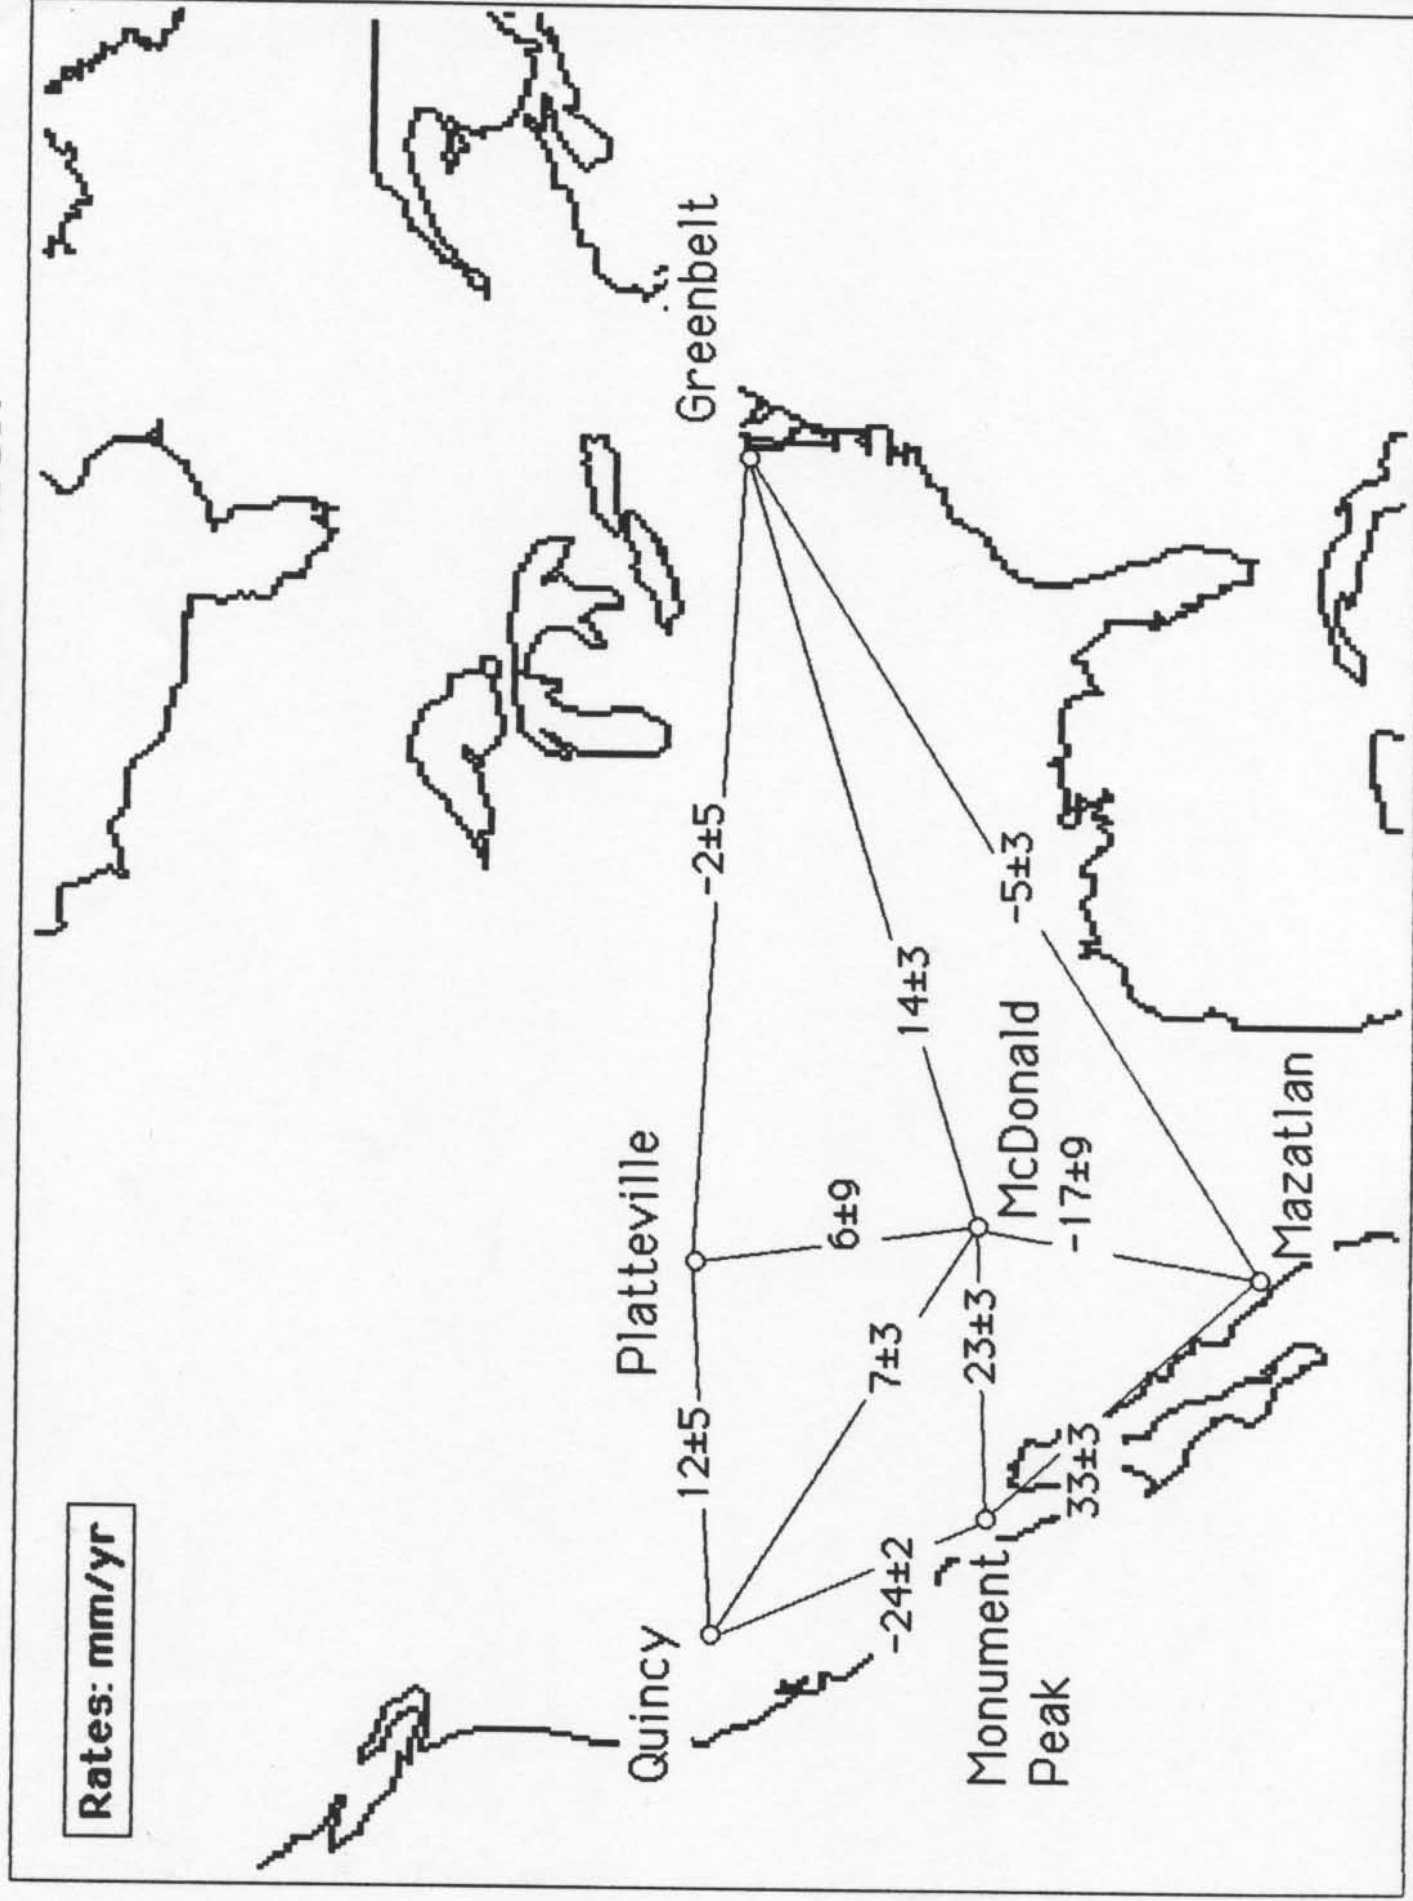 Rates: mm/yr
Greenbelt
Platteville
Quincy
12±5
-2±5
6±9
7±3
14±3
-24±2
23±3
McDonald
-5±3
Monument
Peak
33±3
-17±9
Mazatlan